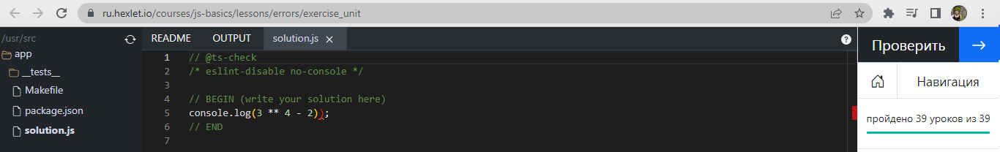 ru.hexlet.io/courses/js-basics/lessons/errors/exercise_unit
/usr/src
app
__tests__
Makefile
package.json
solution.js
README OUTPUT solution.js ×
?
1 // @ts-check
2 /* eslint-disable no-console */
3
4 // BEGIN (write your solution here)
5 console.log(3 ** 4 - 2));
6 // END
7
Проверить
Навигация
пройдено 39 уроков из 39